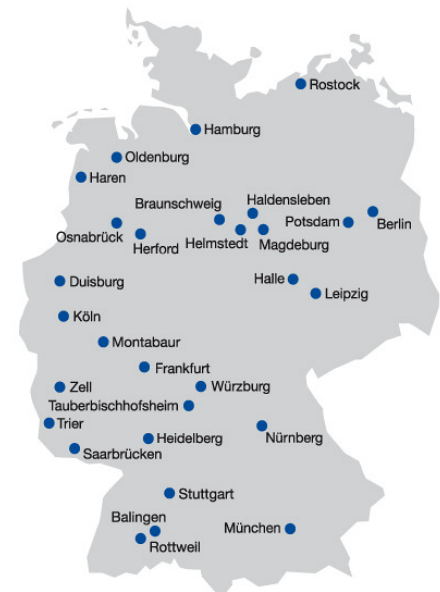 Rostock
Hamburg
Oldenburg
Haren
Haldensleben
Braunschweig
Potsdam
Berlin
Osnabrück
Herford
Helmstedt
Magdeburg
Duisburg
Halle
Leipzig
Köln
Montabaur
Frankfurt
Zell
Würzburg
Tauberbischhofsheim
Trier
Heidelberg
Nürnberg
Saarbrücken
Stuttgart
Balingen
München
Rottweil